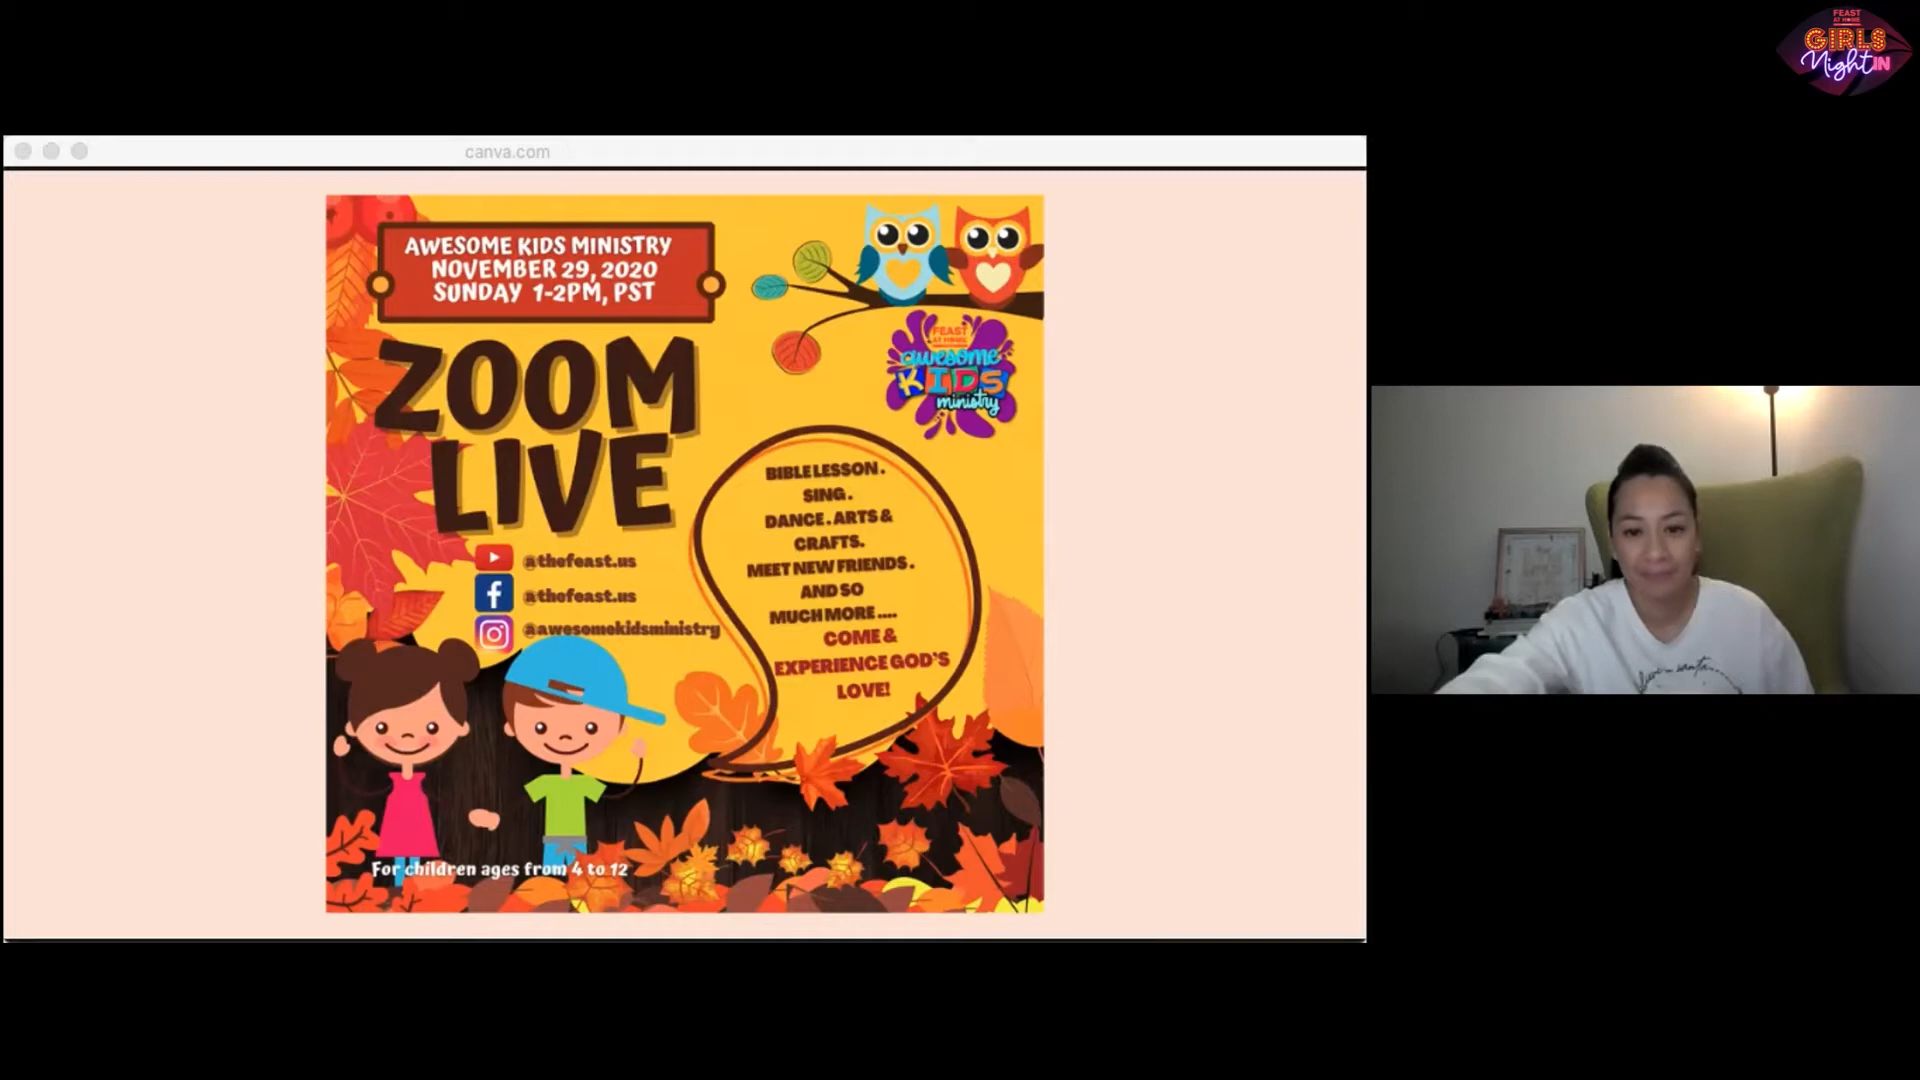 FEAST
AT HOME
GIRLS
Night IN
canva.com
AWESOME KIDS MINISTRY
NOVEMBER 29, 2020
SUNDAY 1-2PM, PST
FEAST
AT HOME
awesome
KIDS
ministry
ZOOM
LIVE
BIBLE LESSON .
SING .
DANCE . ARTS &
CRAFTS.
MEET NEW FRIENDS .
AND SO
MUCH MORE ....
COME &
EXPERIENCE GOD'S
LOVE!
@thefeast.us
@thefeast.us
@awesomekidsministry
For children ages from 4 to 12